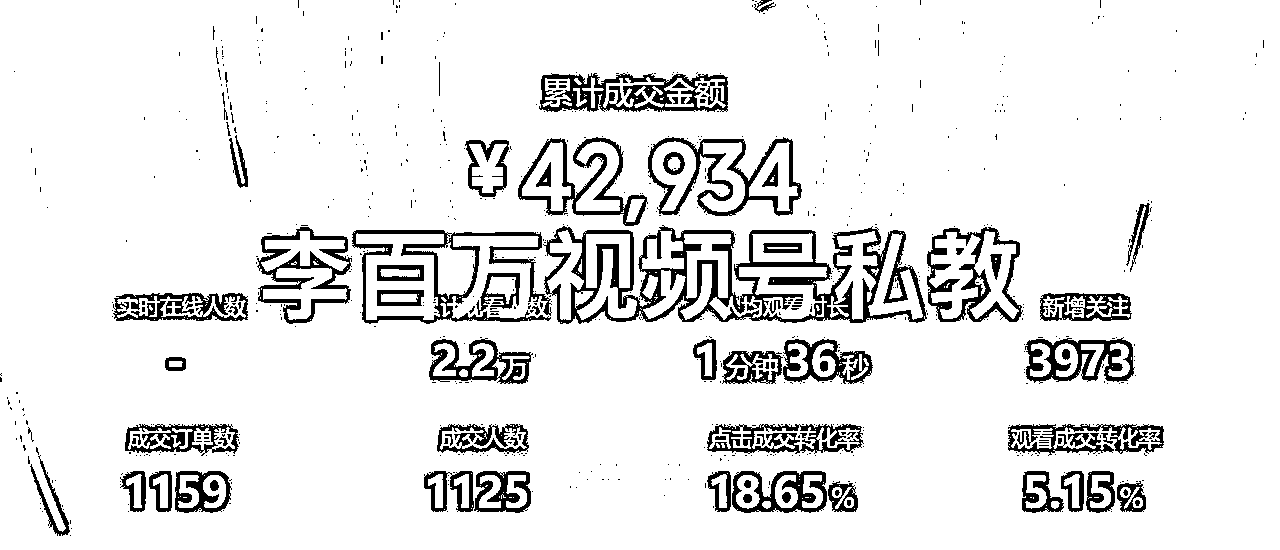 累计成交金额
¥42,934
李百万视频号私教
实时在线人数 累计观看人数 人均观看时长 新增关注
- 2.2万 1分钟36秒 3973
成交订单数 成交人数 点击成交转化率 观看成交转化率
1159 1125 18.65% 5.15%